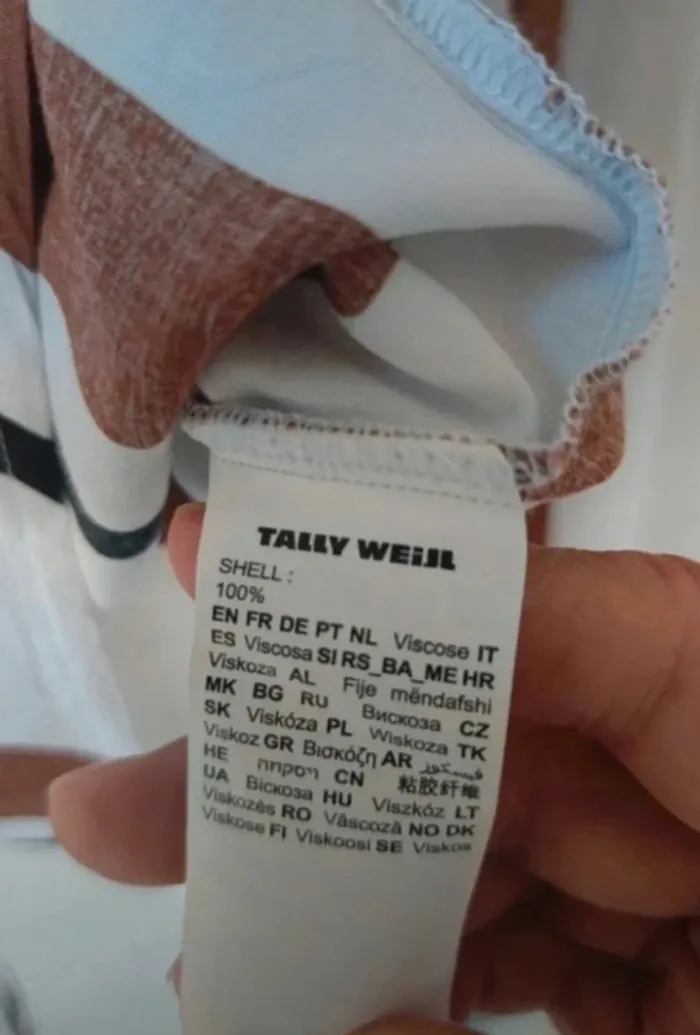 TALLY WEiJL
SHELL :
100%
EN FR DE PT NL Viscose IT
ES Viscosa SI RS_BA_ME HR
Viskoza AL Fije mëndafshi
MK BG RU Вискоза CZ
SK Viskóza PL Wiskoza TK
Viskoz GR Βισκόζη AR فيسكوز
HE ויסקוזה CN 粘胶纤维
UA Віскоза HU Viszkóz LT
Viskozės RO Vâscoză NO DK
Viskose FI Viskoosi SE Viskos